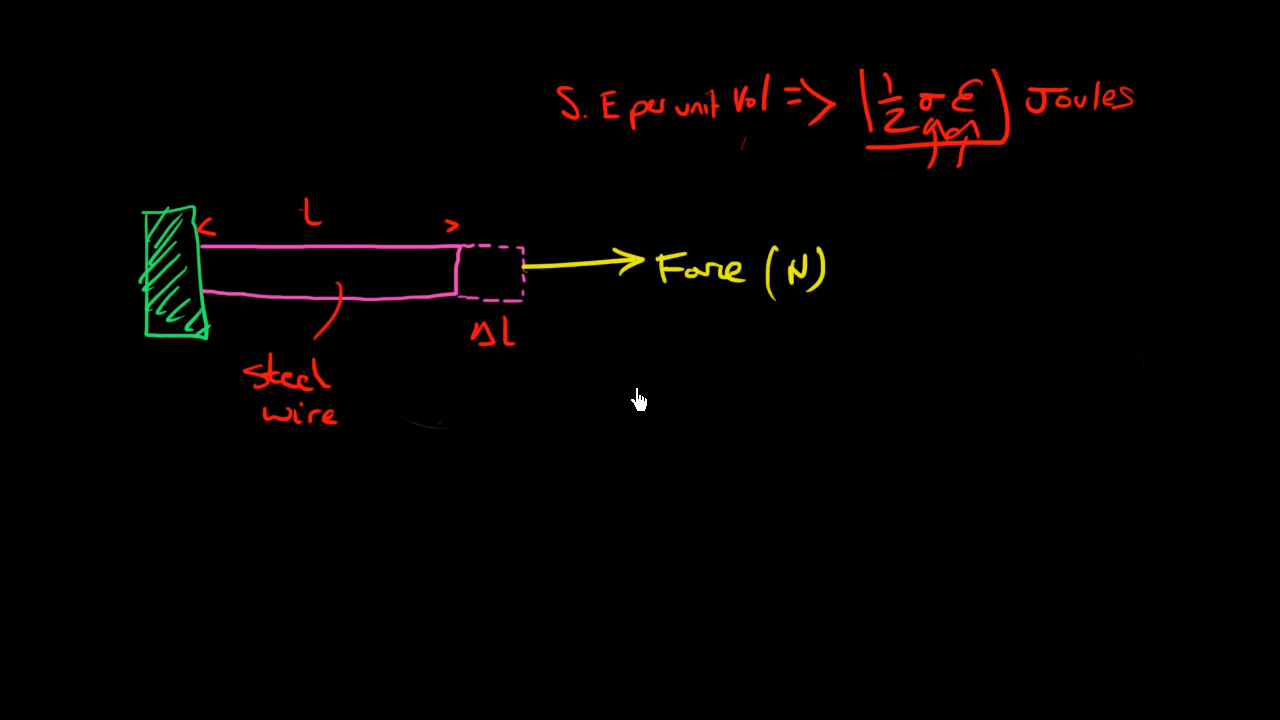 S. E per unit Vol => (1/2 σ ε) Joules
L
Force (N)
Δl
steel
wire